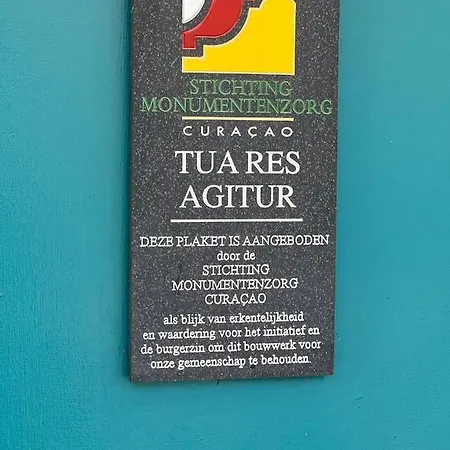 STICHTING
MONUMENTENZORG
CURAÇAO
TUA RES
AGITUR
DEZE PLAKET IS AANGEBODEN
door de
STICHTING
MONUMENTENZORG
CURAÇAO
als blijk van erkentelijkheid
en waardering voor het initiatief en
de burgerzin om dit bouwwerk voor
onze gemeenschap te behouden.